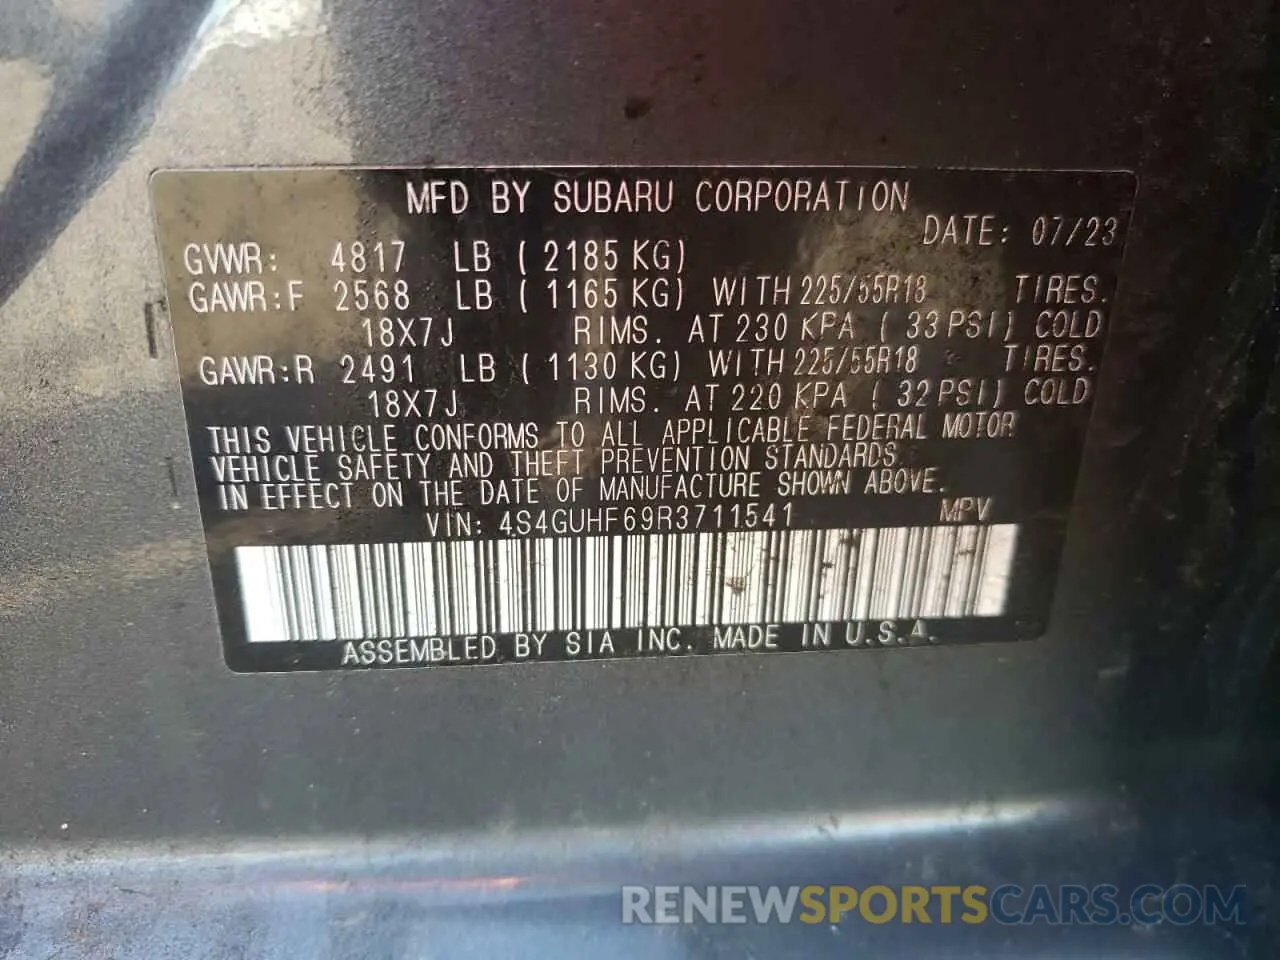 MFD BY SUBARU CORPORATION
DATE: 07/23
GVWR: 4817 LB ( 2185 KG)
GAWR:F 2568 LB ( 1165 KG) WITH 225/55R18 TIRES.
18X7J RIMS. AT 230 KPA ( 33 PSI) COLD
GAWR:R 2491 LB ( 1130 KG) WITH 225/55R18 TIRES.
18X7J RIMS. AT 220 KPA ( 32 PSI) COLD
THIS VEHICLE CONFORMS TO ALL APPLICABLE FEDERAL MOTOR
VEHICLE SAFETY AND THEFT PREVENTION STANDARDS
IN EFFECT ON THE DATE OF MANUFACTURE SHOWN ABOVE.
VIN: 4S4GUHF69R3711541 MPV
ASSEMBLED BY SIA INC. MADE IN U.S.A.
RENEWSPORTSCARS.COM